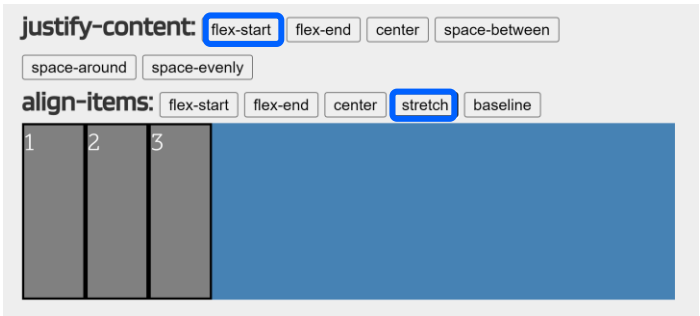 justify-content: flex-start flex-end center space-between
space-around space-evenly
align-items: flex-start flex-end center stretch baseline
1 2 3